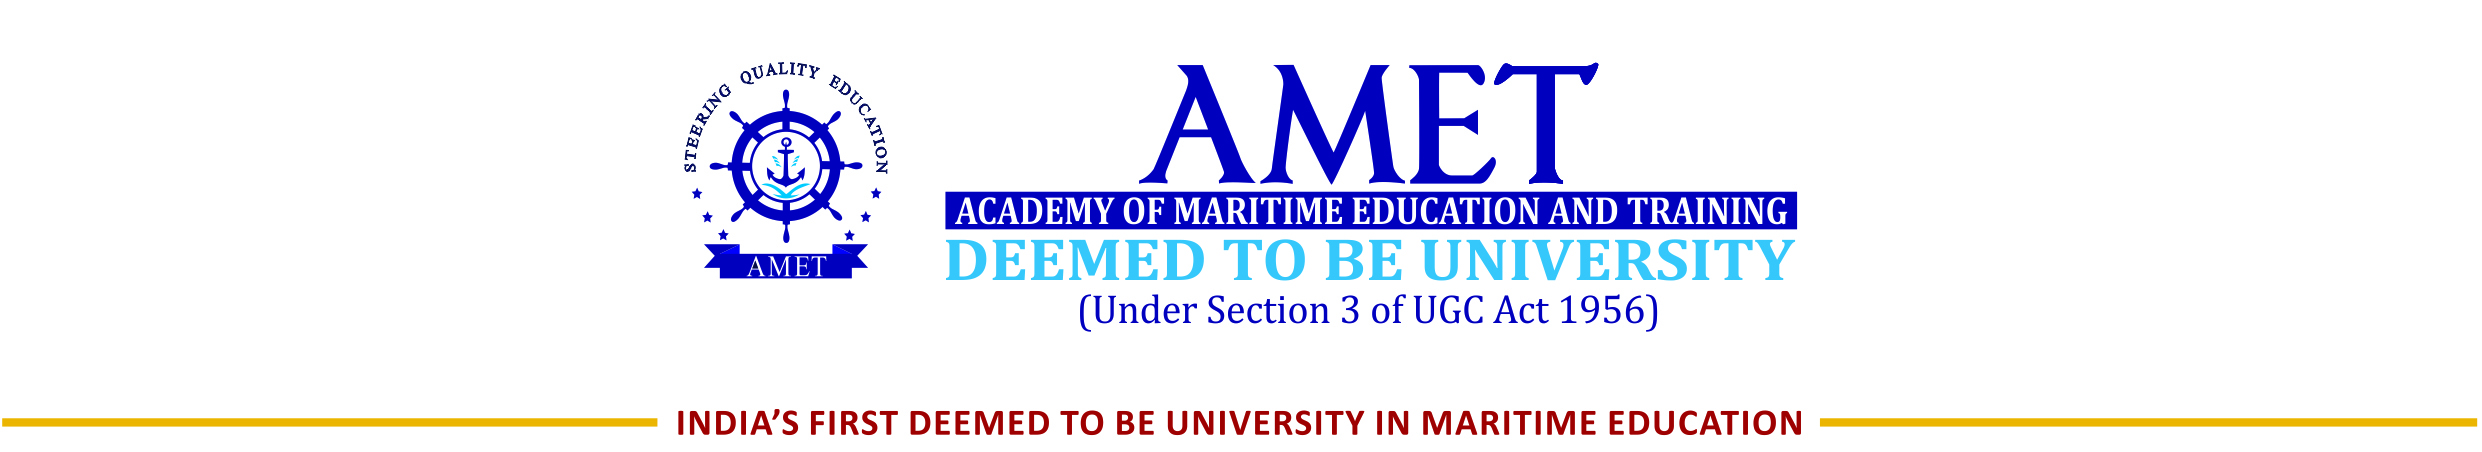 STEERING QUALITY EDUCATION
AMET
AMET
ACADEMY OF MARITIME EDUCATION AND TRAINING
DEEMED TO BE UNIVERSITY
(Under Section 3 of UGC Act 1956)
INDIA’S FIRST DEEMED TO BE UNIVERSITY IN MARITIME EDUCATION